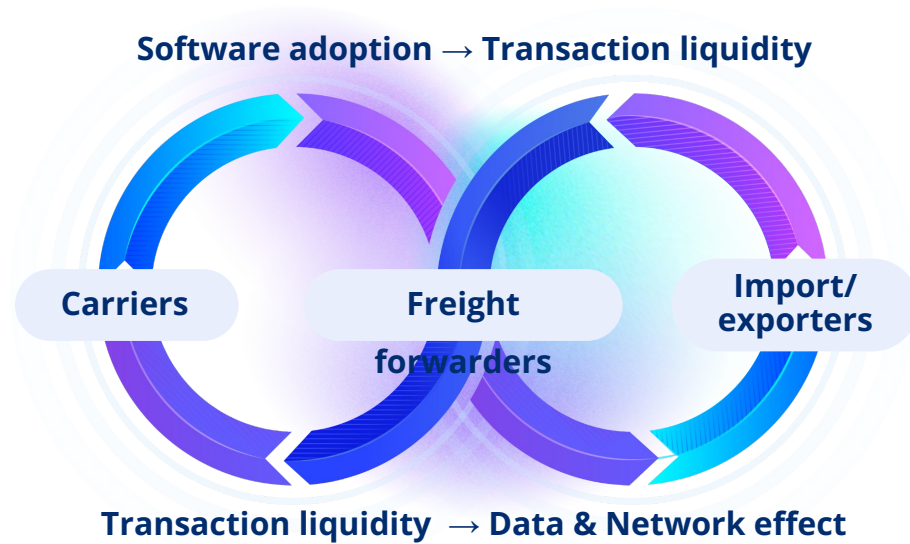 Software adoption → Transaction liquidity
Carriers
Freight
forwarders
Import/
exporters
Transaction liquidity → Data & Network effect